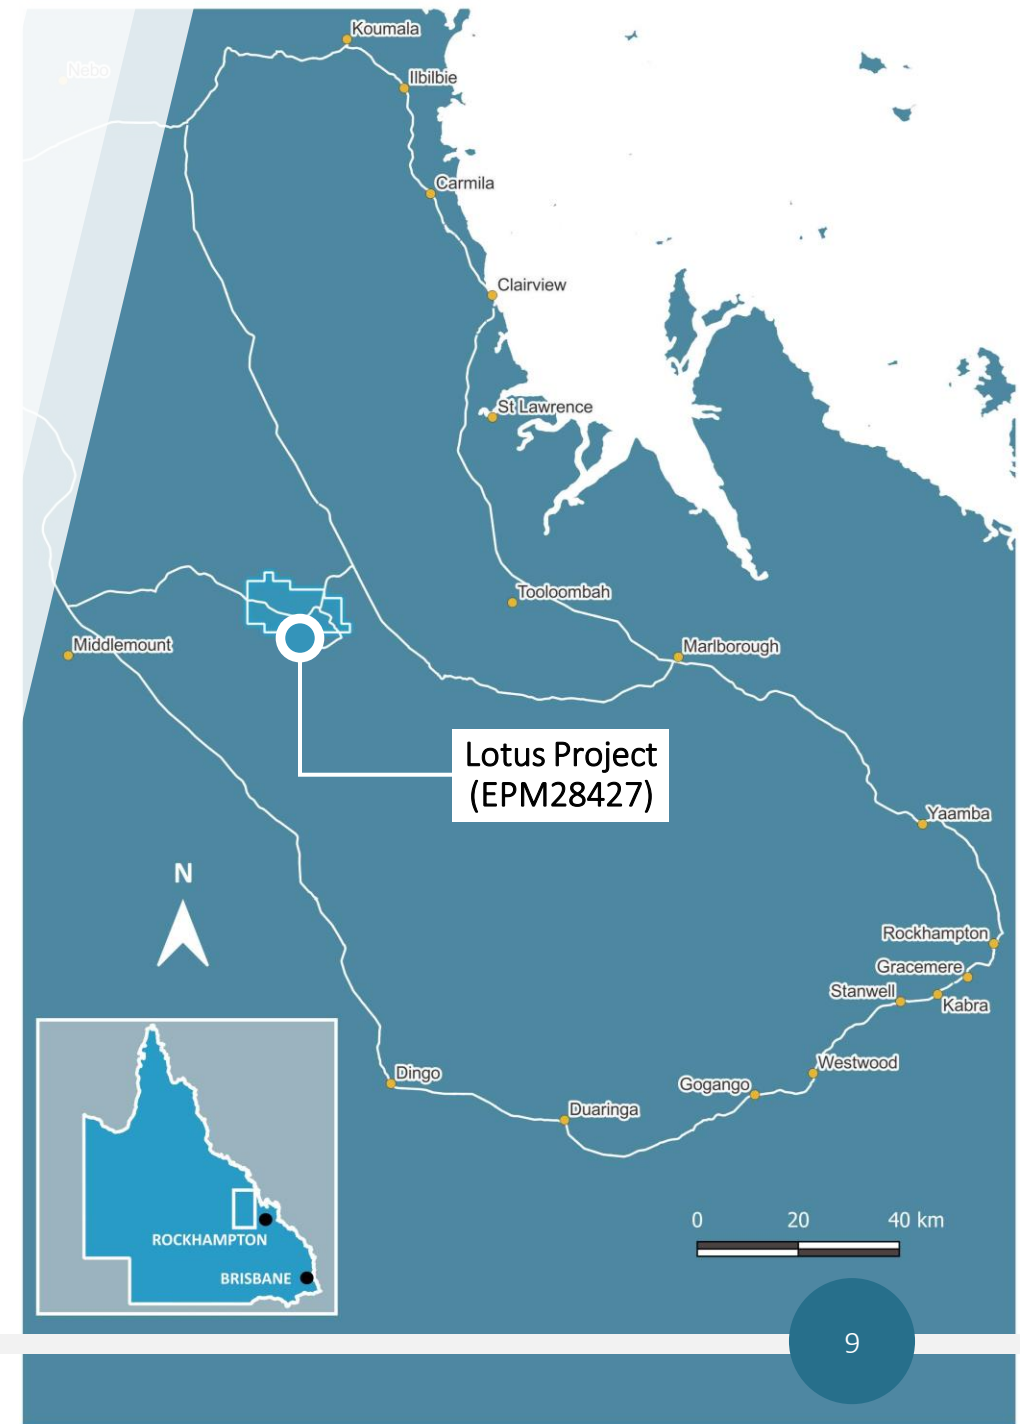 Koumala
Nebo
Ilbilbie
Carmila
Clairview
St Lawrence
Tooloombah
Middlemount
Marlborough
Lotus Project
(EPM28427)
Yaamba
N
Rockhampton
Gracemere
Stanwell
Kabra
Westwood
Dingo
Gogango
Duaringa
ROCKHAMPTON
BRISBANE
0 20 40 km
9